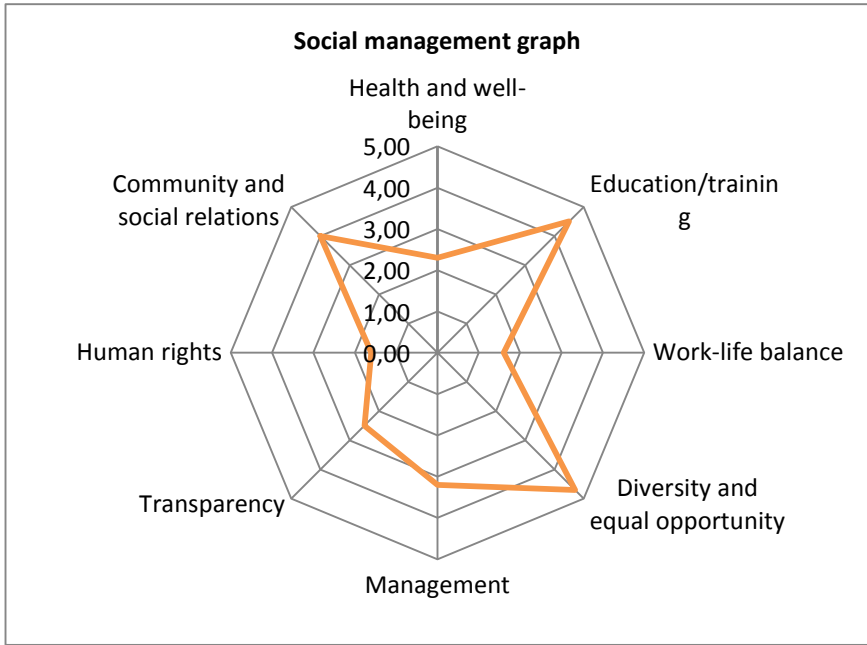 Social management graph
Health and well-
being
5,00
4,00
3,00
2,00
1,00
0,00
Education/trainin
g
Work-life balance
Diversity and
equal opportunity
Management
Transparency
Human rights
Community and
social relations